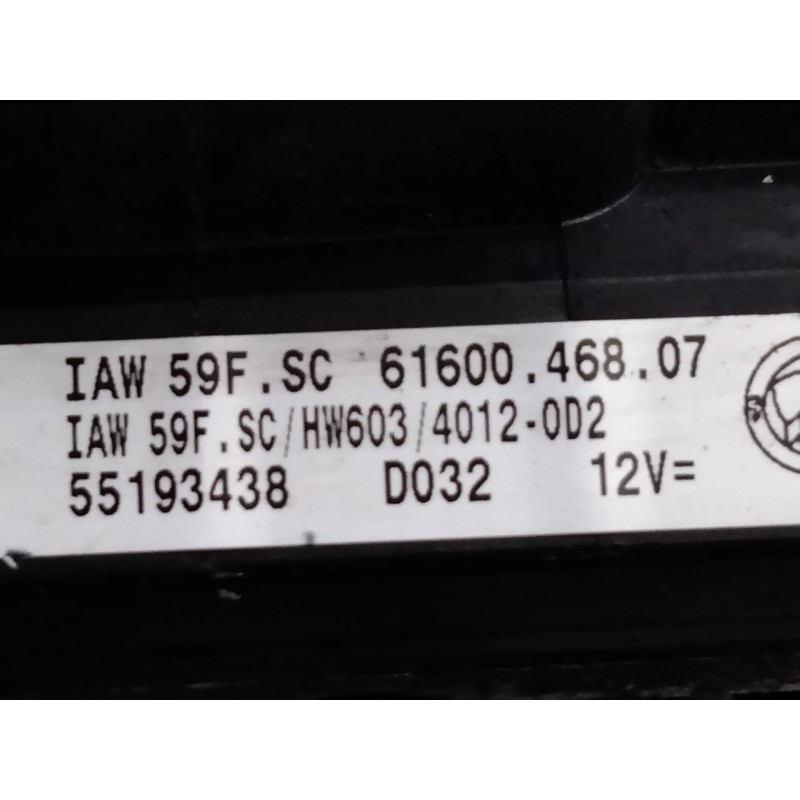 IAW 59F.SC 61600.468.07
IAW 59F.SC/HW603/4012-0D2
55193438 D032 12V=